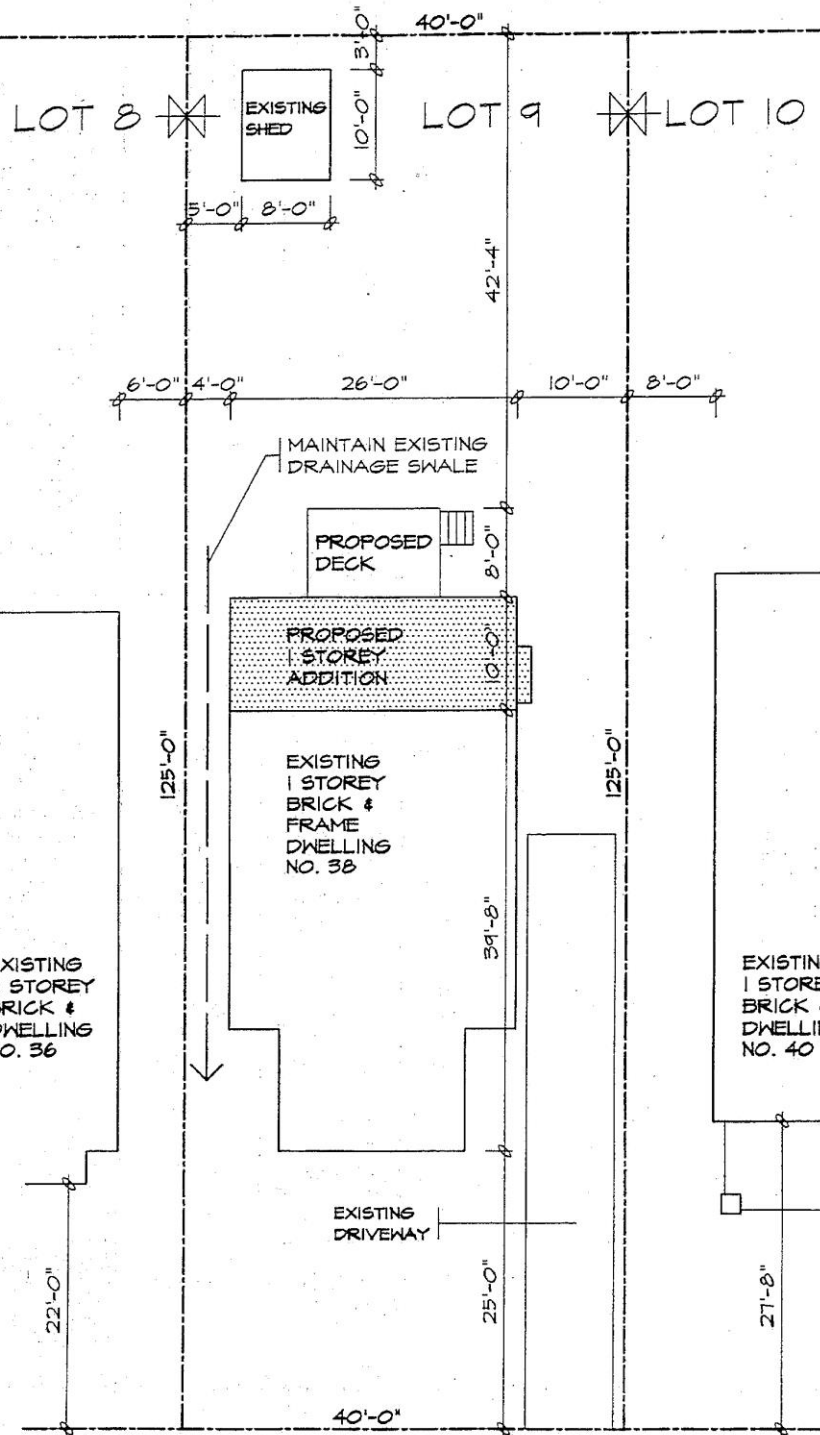 40'-0"
3'-0"
LOT 8
EXISTING
SHED
10'-0"
LOT 9
LOT 10
5'-0"
8'-0"
42'-4"
6'-0"
4'-0"
26'-0"
10'-0"
8'-0"
MAINTAIN EXISTING
DRAINAGE SWALE
PROPOSED
DECK
8'-0"
PROPOSED
1 STOREY
ADDITION
10'-0"
125'-0"
EXISTING
1 STOREY
BRICK &
FRAME
DWELLING
NO. 38
125'-0"
39'-8"
XISTING
STOREY
RICK &
DWELLING
O. 36
EXISTIN
1 STORE
BRICK
DWELLI
NO. 40
EXISTING
DRIVEWAY
22'-0"
25'-0"
27'-8"
40'-0"